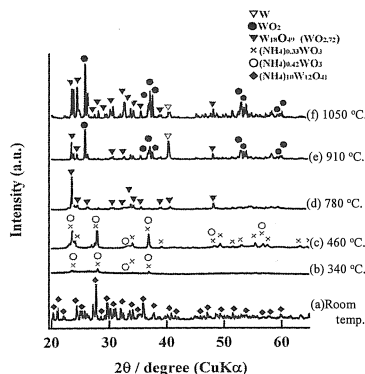 ▽ W
● WO₂
▼ W₁₈O₄₉ (WO₂.₇₂)
× (NH₄)₀.₃₃WO₃
○ (NH₄)₀.₄₂WO₃
◆ (NH₄)₁₀W₁₂O₄₁
(f) 1050 °C.
(e) 910 °C.
(d) 780 °C.
(c) 460 °C
(b) 340 °C.
(a)Room
temp.
Intensity (a.u.)
20 30 40 50 60
2θ / degree (CuKα)